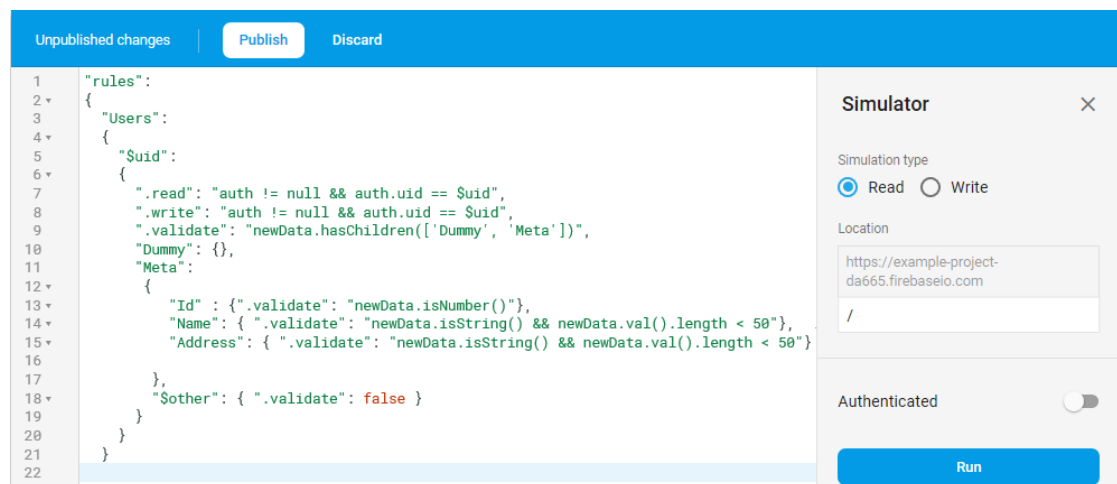 Unpublished changes Publish Discard
1 "rules":
2 {
3 "Users":
4 {
5 "$uid":
6 {
7 ".read": "auth != null && auth.uid == $uid",
8 ".write": "auth != null && auth.uid == $uid",
9 ".validate": "newData.hasChildren(['Dummy', 'Meta'])",
10 "Dummy": {},
11 "Meta":
12 {
13 "Id" : {".validate": "newData.isNumber()"},
14 "Name": { ".validate": "newData.isString() && newData.val().length < 50"},
15 "Address": { ".validate": "newData.isString() && newData.val().length < 50"}
16
17 },
18 "$other": { ".validate": false }
19 }
20 }
21 }
22
Simulator
Simulation type
Read Write
Location
https://example-project-
da665.firebaseio.com
/
Authenticated
Run